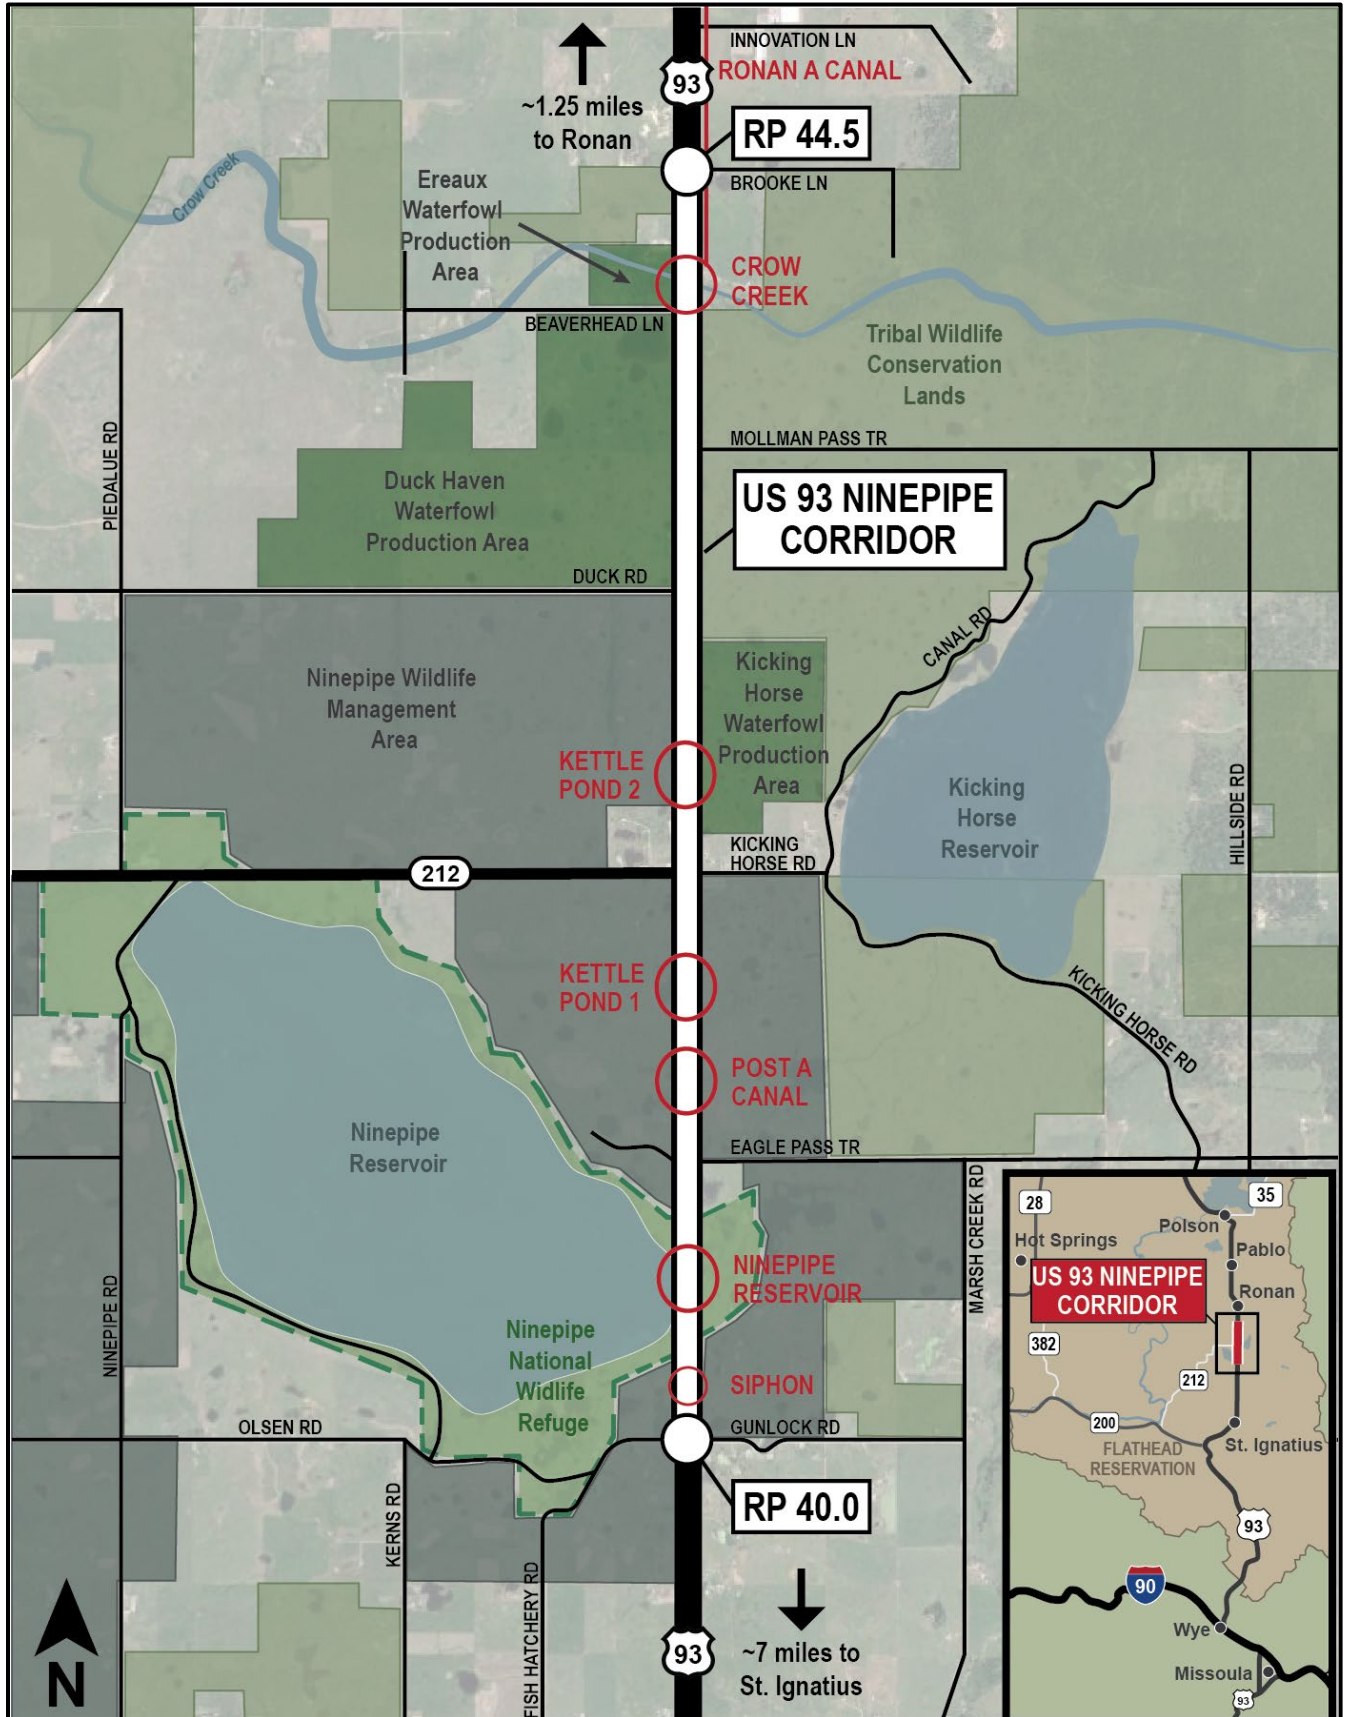 INNOVATION LN
93
RONAN A CANAL
~1.25 miles
to Ronan
RP 44.5
BROOKE LN
Crow Creek
Ereaux
Waterfowl
Production
Area
CROW
CREEK
BEAVERHEAD LN
Tribal Wildlife
Conservation
Lands
MOLLMAN PASS TR
PIEDALUE RD
Duck Haven
Waterfowl
Production Area
US 93 NINEPIPE
CORRIDOR
DUCK RD
CANAL RD
Ninepipe Wildlife
Management
Area
Kicking
Horse
Waterfowl
Production
Area
KETTLE
POND 2
Kicking
Horse
Reservoir
HILLSIDE RD
KICKING
HORSE RD
212
KETTLE
POND 1
KICKING HORSE RD
POST A
CANAL
Ninepipe
Reservoir
EAGLE PASS TR
MARSH CREEK RD
NINEPIPE
RESERVOIR
NINEPIPE RD
Ninepipe
National
Widlife
Refuge
SIPHON
OLSEN RD
GUNLOCK RD
RP 40.0
KERNS RD
FISH HATCHERY RD
93
~7 miles to
St. Ignatius
N
28
35
Polson
Hot Springs
Pablo
US 93 NINEPIPE
CORRIDOR
Ronan
382
212
200
St. Ignatius
FLATHEAD
RESERVATION
93
90
Wye
Missoula
93